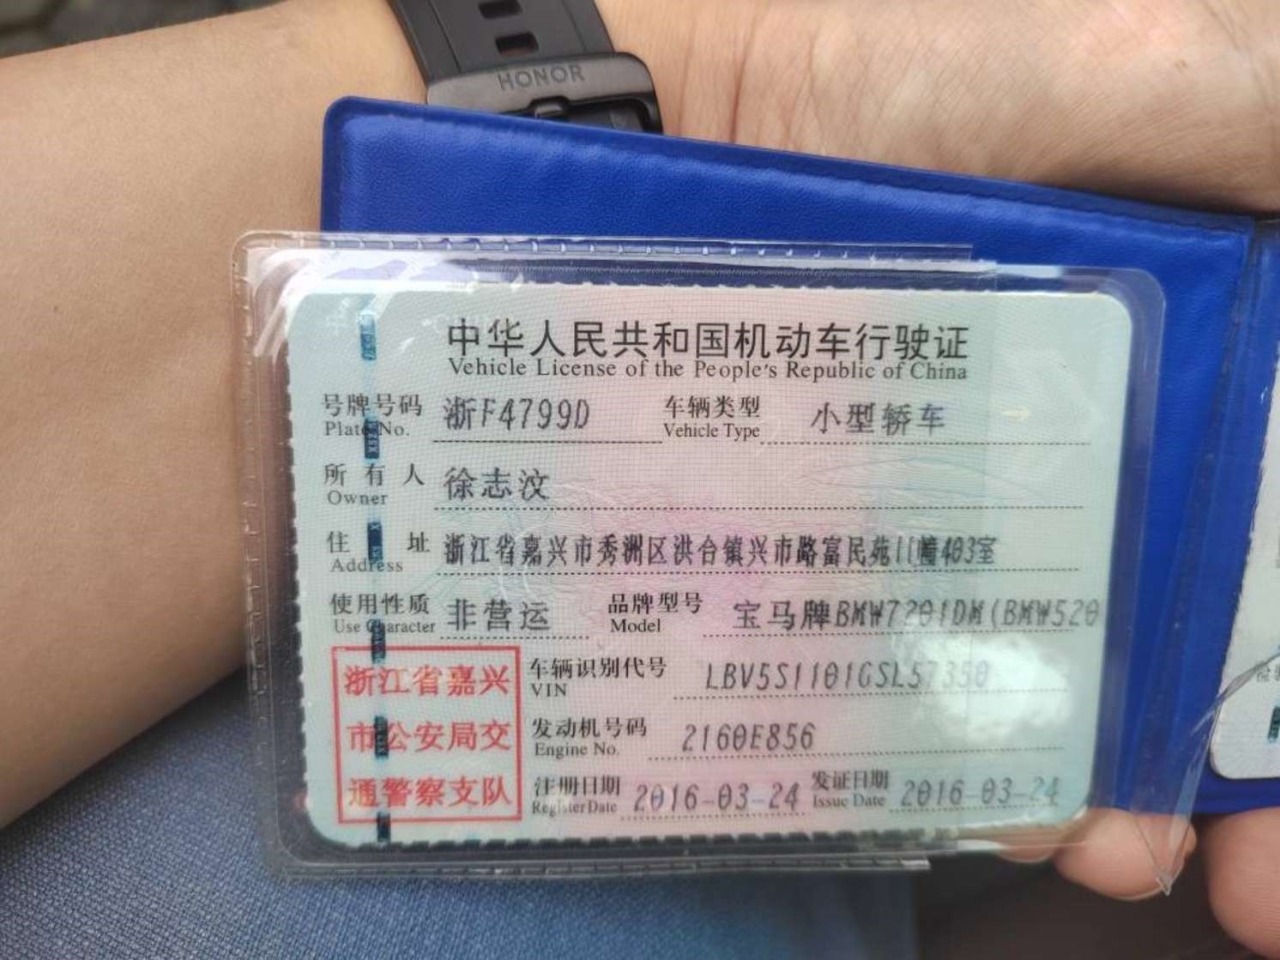 HONOR
中华人民共和国机动车行驶证
Vehicle License of the People's Republic of China
号牌号码 浙F4799D 车辆类型 小型轿车
Plate No. Vehicle Type
所有人 徐志汶
Owner
住址 浙江省嘉兴市秀洲区洪合镇兴市路富民苑11幢403室
Address
使用性质 非营运 品牌型号 宝马牌BMW7201DM(BMW520
Use Character Model
浙江省嘉兴
市公安局交
通警察支队
车辆识别代号 LBV5S1101GSL57350
VIN
发动机号码 2160E856
Engine No.
注册日期 2016-03-24 发证日期 2016-03-24
Register Date Issue Date